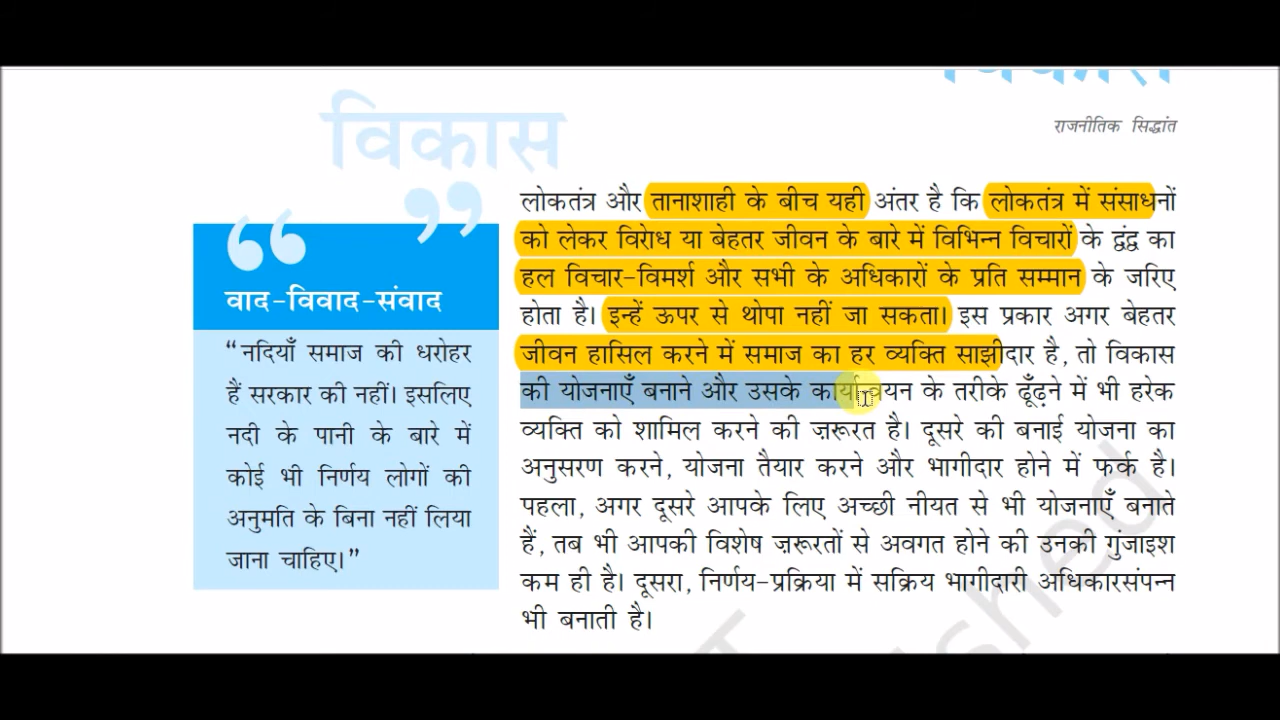 विकास
विकास
राजनीतिक सिद्धांत
वाद-विवाद-संवाद
“नदियाँ समाज की धरोहर
हैं सरकार की नहीं। इसलिए
नदी के पानी के बारे में
कोई भी निर्णय लोगों की
अनुमति के बिना नहीं लिया
जाना चाहिए।”
लोकतंत्र और तानाशाही के बीच यही अंतर है कि लोकतंत्र में संसाधनों
को लेकर विरोध या बेहतर जीवन के बारे में विभिन्न विचारों के द्वंद्व का
हल विचार-विमर्श और सभी के अधिकारों के प्रति सम्मान के जरिए
होता है। इन्हें ऊपर से थोपा नहीं जा सकता। इस प्रकार अगर बेहतर
जीवन हासिल करने में समाज का हर व्यक्ति साझीदार है, तो विकास
की योजनाएँ बनाने और उसके कार्यान्वयन के तरीके ढूँढ़ने में भी हरेक
व्यक्ति को शामिल करने की ज़रूरत है। दूसरे की बनाई योजना का
अनुसरण करने, योजना तैयार करने और भागीदार होने में फर्क है।
पहला, अगर दूसरे आपके लिए अच्छी नीयत से भी योजनाएँ बनाते
हैं, तब भी आपकी विशेष ज़रूरतों से अवगत होने की उनकी गुंजाइश
कम ही है। दूसरा, निर्णय-प्रक्रिया में सक्रिय भागीदारी अधिकारसंपन्न
भी बनाती है।